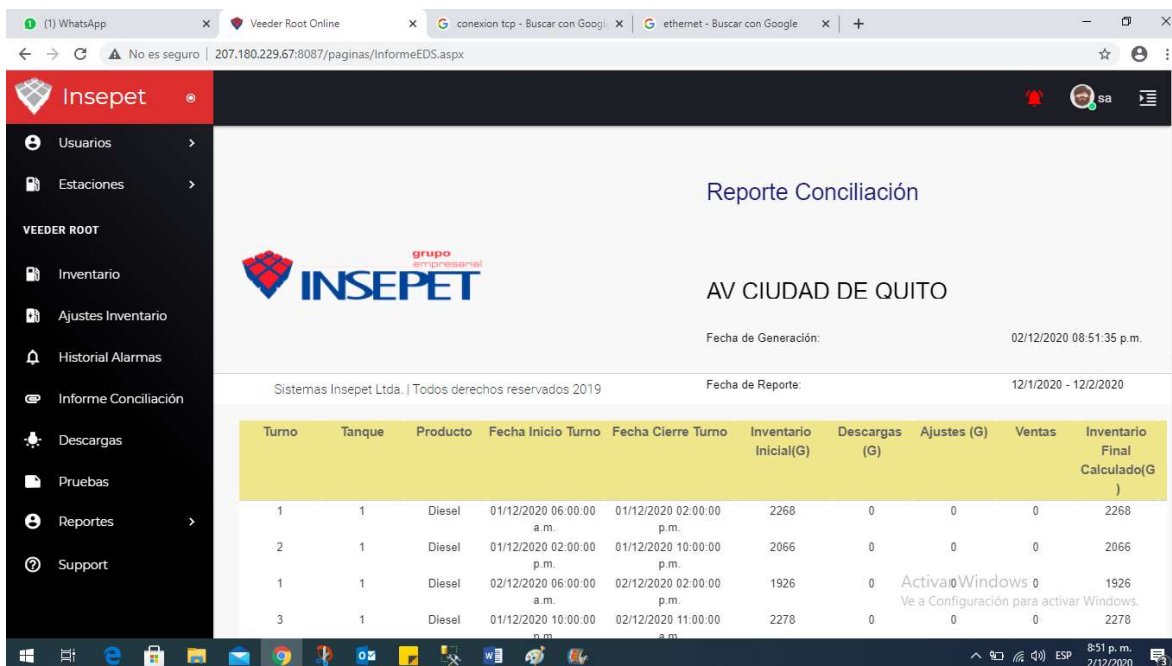 (1) WhatsApp
Veeder Root Online
conexion tcp - Buscar con Googl
ethernet - Buscar con Google
No es seguro | 207.180.229.67:8087/paginas/InformeEDS.aspx
Insepet
sa
Usuarios
Estaciones
VEEDER ROOT
Inventario
Ajustes Inventario
Historial Alarmas
Informe Conciliación
Descargas
Pruebas
Reportes
Support
Reporte Conciliación
grupo
empresarial
INSEPET
AV CIUDAD DE QUITO
Fecha de Generación: 02/12/2020 08:51:35 p.m.
Sistemas Insepet Ltda. | Todos derechos reservados 2019
Fecha de Reporte: 12/1/2020 - 12/2/2020
Turno Tanque Producto Fecha Inicio Turno Fecha Cierre Turno Inventario Descargas Ajustes (G) Ventas Inventario
Inicial(G) (G) Final
Calculado(G
)
1 1 Diesel 01/12/2020 06:00:00 01/12/2020 02:00:00 2268 0 0 0 2268
a.m. p.m.
2 1 Diesel 01/12/2020 02:00:00 01/12/2020 10:00:00 2066 0 0 0 2066
p.m. p.m.
1 1 Diesel 02/12/2020 06:00:00 02/12/2020 02:00:00 1926 0 0 0 1926
a.m. p.m.
3 1 Diesel 01/12/2020 10:00:00 02/12/2020 11:00:00 2278 0 0 0 2278
p.m. a.m.
Activar Windows
Ve a Configuración para activar Windows.
ESP
8:51 p. m.
2/12/2020